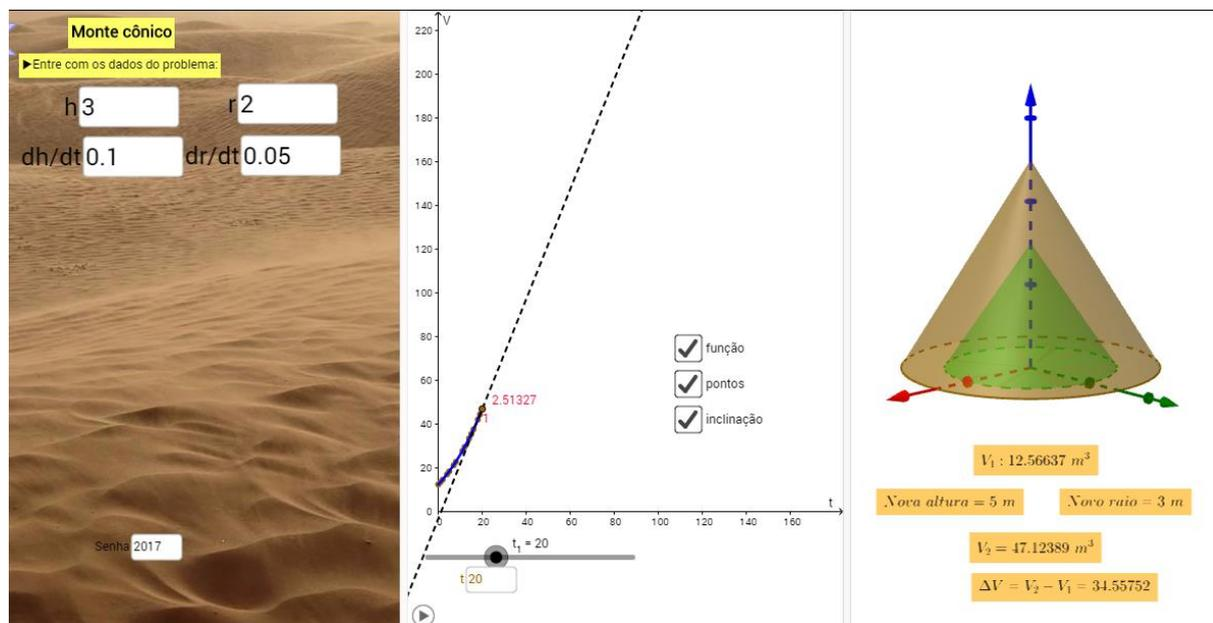 Monte cônico
▶Entre com os dados do problema:
h 3
r 2
dh/dt 0.1
dr/dt 0.05
Senha 2017
V
220
200
180
160
140
120
100
80
60
40
20
0
0 20 40 60 80 100 120 140 160
t
2.51327
1
função
pontos
inclinação
t₁ = 20
t 20
V₁ : 12.56637 m³
Nova altura = 5 m
Novo raio = 3 m
V₂ = 47.12389 m³
ΔV = V₂ − V₁ = 34.55752